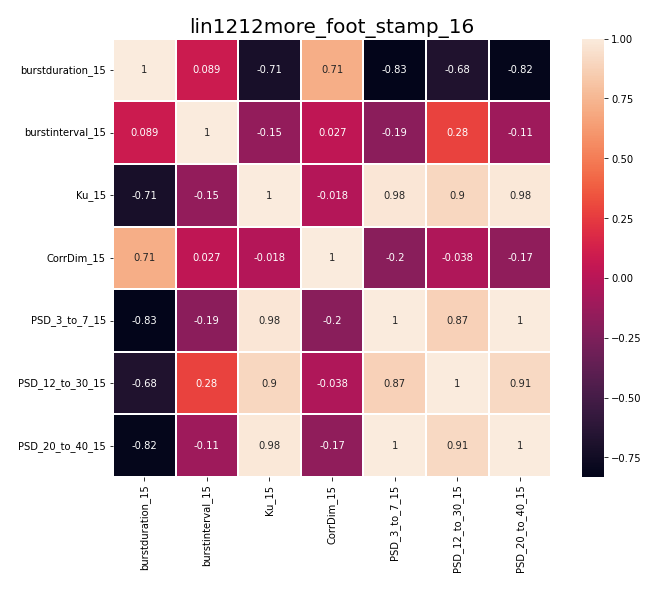 lin1212more_foot_stamp_16
burstduration_15 1 0.089 -0.71 0.71 -0.83 -0.68 -0.82
burstinterval_15 0.089 1 -0.15 0.027 -0.19 0.28 -0.11
Ku_15 -0.71 -0.15 1 -0.018 0.98 0.9 0.98
CorrDim_15 0.71 0.027 -0.018 1 -0.2 -0.038 -0.17
PSD_3_to_7_15 -0.83 -0.19 0.98 -0.2 1 0.87 1
PSD_12_to_30_15 -0.68 0.28 0.9 -0.038 0.87 1 0.91
PSD_20_to_40_15 -0.82 -0.11 0.98 -0.17 1 0.91 1
burstduration_15
burstinterval_15
Ku_15
CorrDim_15
PSD_3_to_7_15
PSD_12_to_30_15
PSD_20_to_40_15
1.00
0.75
0.50
0.25
0.00
−0.25
−0.50
−0.75